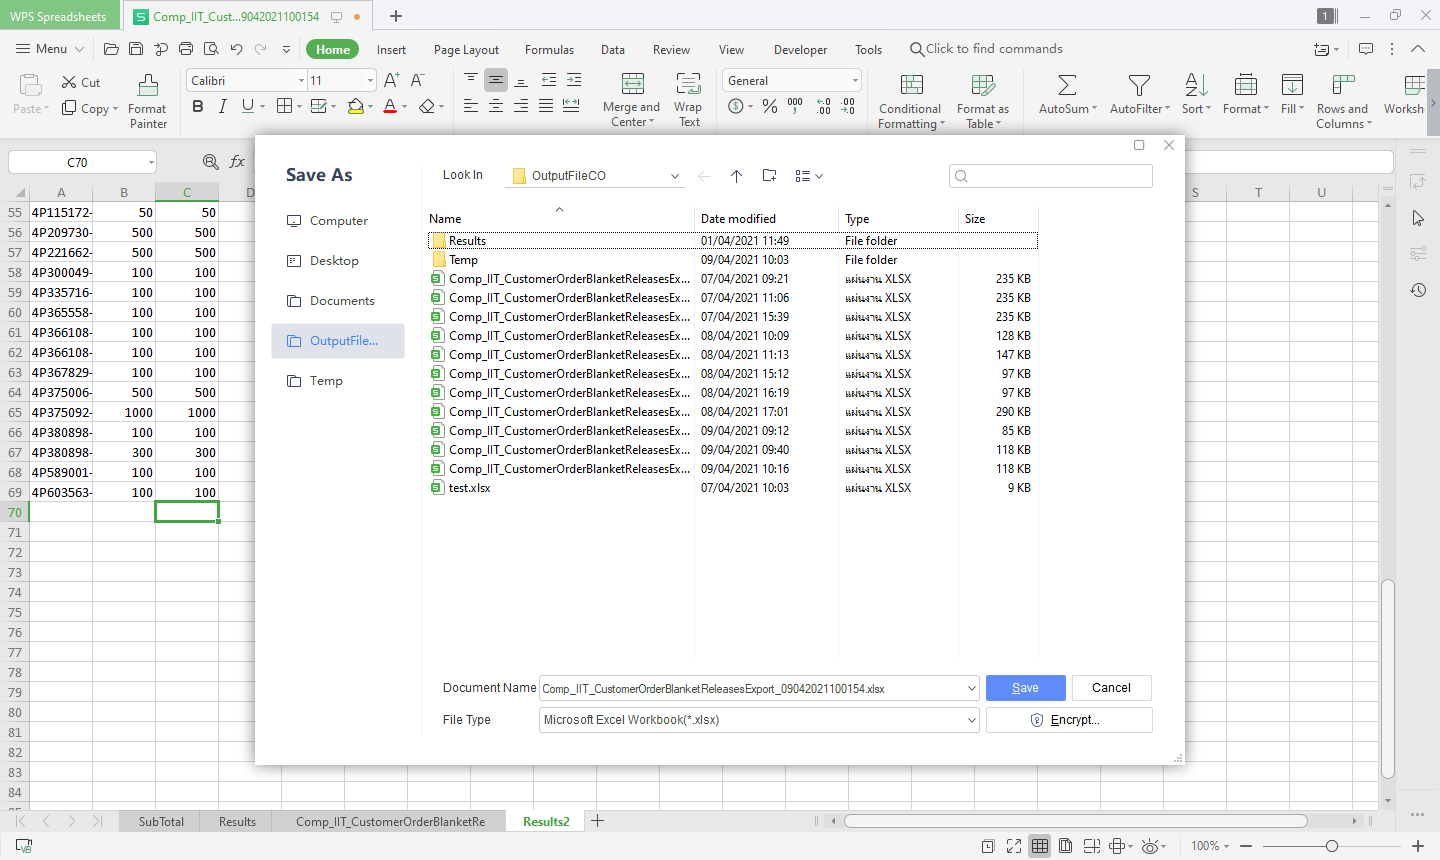 WPS Spreadsheets
Comp_IIT_Cust...9042021100154
1
Menu
Home
Insert
Page Layout
Formulas
Data
Review
View
Developer
Tools
Click to find commands
Paste
Cut
Copy
Format Painter
Calibri
11
B I U
A
Merge and Center
Wrap Text
General
Conditional Formatting
Format as Table
AutoSum
AutoFilter
Sort
Format
Fill
Rows and Columns
Worksh
C70
fx
A B C D S T U
55 4P115172- 50 50
56 4P209730- 500 500
57 4P221662- 500 500
58 4P300049- 100 100
59 4P335716- 100 100
60 4P365558- 100 100
61 4P366108- 100 100
62 4P366108- 100 100
63 4P367829- 100 100
64 4P375006- 500 500
65 4P375092- 1000 1000
66 4P380898- 100 100
67 4P380898- 300 300
68 4P589001- 100 100
69 4P603563- 100 100
70
71
72
73
74
75
76
77
78
79
80
81
82
83
84
Save As
Computer
Desktop
Documents
OutputFile...
Temp
Look In OutputFileCO
Name Date modified Type Size
Results 01/04/2021 11:49 File folder
Temp 09/04/2021 10:03 File folder
Comp_IIT_CustomerOrderBlanketReleasesEx... 07/04/2021 09:21 แผ่นงาน XLSX 235 KB
Comp_IIT_CustomerOrderBlanketReleasesEx... 07/04/2021 11:06 แผ่นงาน XLSX 235 KB
Comp_IIT_CustomerOrderBlanketReleasesEx... 07/04/2021 15:39 แผ่นงาน XLSX 235 KB
Comp_IIT_CustomerOrderBlanketReleasesEx... 08/04/2021 10:09 แผ่นงาน XLSX 128 KB
Comp_IIT_CustomerOrderBlanketReleasesEx... 08/04/2021 11:13 แผ่นงาน XLSX 147 KB
Comp_IIT_CustomerOrderBlanketReleasesEx... 08/04/2021 15:12 แผ่นงาน XLSX 97 KB
Comp_IIT_CustomerOrderBlanketReleasesEx... 08/04/2021 16:19 แผ่นงาน XLSX 97 KB
Comp_IIT_CustomerOrderBlanketReleasesEx... 08/04/2021 17:01 แผ่นงาน XLSX 290 KB
Comp_IIT_CustomerOrderBlanketReleasesEx... 09/04/2021 09:12 แผ่นงาน XLSX 85 KB
Comp_IIT_CustomerOrderBlanketReleasesEx... 09/04/2021 09:40 แผ่นงาน XLSX 118 KB
Comp_IIT_CustomerOrderBlanketReleasesEx... 09/04/2021 10:16 แผ่นงาน XLSX 118 KB
test.xlsx 07/04/2021 10:03 แผ่นงาน XLSX 9 KB
Document Name Comp_IIT_CustomerOrderBlanketReleasesExport_09042021100154.xlsx Save Cancel
File Type Microsoft Excel Workbook(*.xlsx) Encrypt...
SubTotal
Results
Comp_IIT_CustomerOrderBlanketRe
Results2
100%